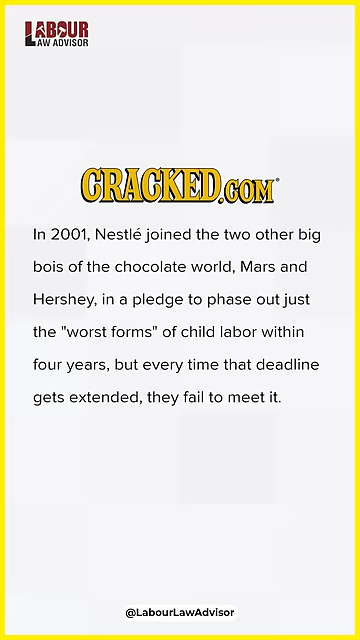 LABOUR
LAW ADVISOR
CRACKED.COM®
In 2001, Nestlé joined the two other big
bois of the chocolate world, Mars and
Hershey, in a pledge to phase out just
the "worst forms" of child labor within
four years, but every time that deadline
gets extended, they fail to meet it.
@LabourLawAdvisor